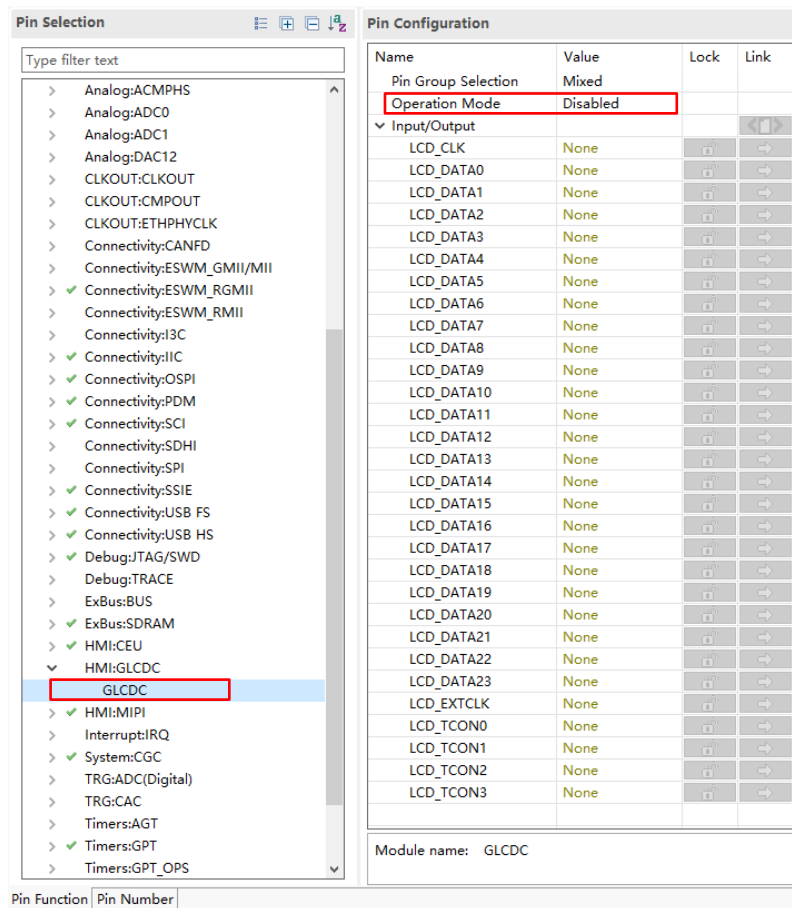 Pin Selection
Type filter text
Analog:ACMPHS
Analog:ADC0
Analog:ADC1
Analog:DAC12
CLKOUT:CLKOUT
CLKOUT:CMPOUT
CLKOUT:ETHPHYCLK
Connectivity:CANFD
Connectivity:ESWM_GMII/MII
Connectivity:ESWM_RGMII
Connectivity:ESWM_RMII
Connectivity:I3C
Connectivity:IIC
Connectivity:OSPI
Connectivity:PDM
Connectivity:SCI
Connectivity:SDHI
Connectivity:SPI
Connectivity:SSIE
Connectivity:USB FS
Connectivity:USB HS
Debug:JTAG/SWD
Debug:TRACE
ExBus:BUS
ExBus:SDRAM
HMI:CEU
HMI:GLCDC
GLCDC
HMI:MIPI
Interrupt:IRQ
System:CGC
TRG:ADC(Digital)
TRG:CAC
Timers:AGT
Timers:GPT
Timers:GPT_OPS
Pin Function Pin Number
Pin Configuration
Name Value Lock Link
Pin Group Selection Mixed
Operation Mode Disabled
Input/Output
LCD_CLK None
LCD_DATA0 None
LCD_DATA1 None
LCD_DATA2 None
LCD_DATA3 None
LCD_DATA4 None
LCD_DATA5 None
LCD_DATA6 None
LCD_DATA7 None
LCD_DATA8 None
LCD_DATA9 None
LCD_DATA10 None
LCD_DATA11 None
LCD_DATA12 None
LCD_DATA13 None
LCD_DATA14 None
LCD_DATA15 None
LCD_DATA16 None
LCD_DATA17 None
LCD_DATA18 None
LCD_DATA19 None
LCD_DATA20 None
LCD_DATA21 None
LCD_DATA22 None
LCD_DATA23 None
LCD_EXTCLK None
LCD_TCON0 None
LCD_TCON1 None
LCD_TCON2 None
LCD_TCON3 None
Module name: GLCDC